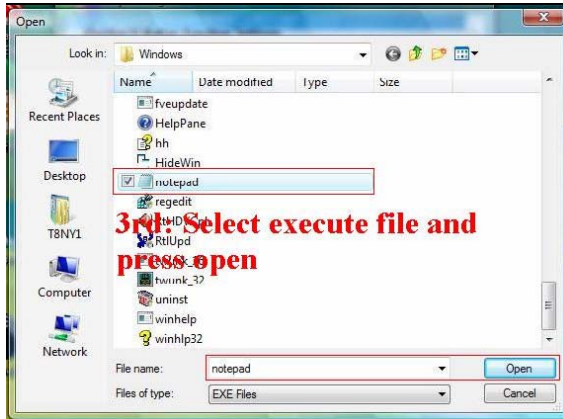 Open
Look in: Windows
Name Date modified Type Size
Recent Places
Desktop
T8NY1
Computer
Network
fveupdate
HelpPane
hh
HideWin
notepad
regedit
RtlUpd
twunk_32
uninst
winhelp
winhlp32
3rd: Select execute file and
press open
File name: notepad Open
Files of type: EXE Files Cancel